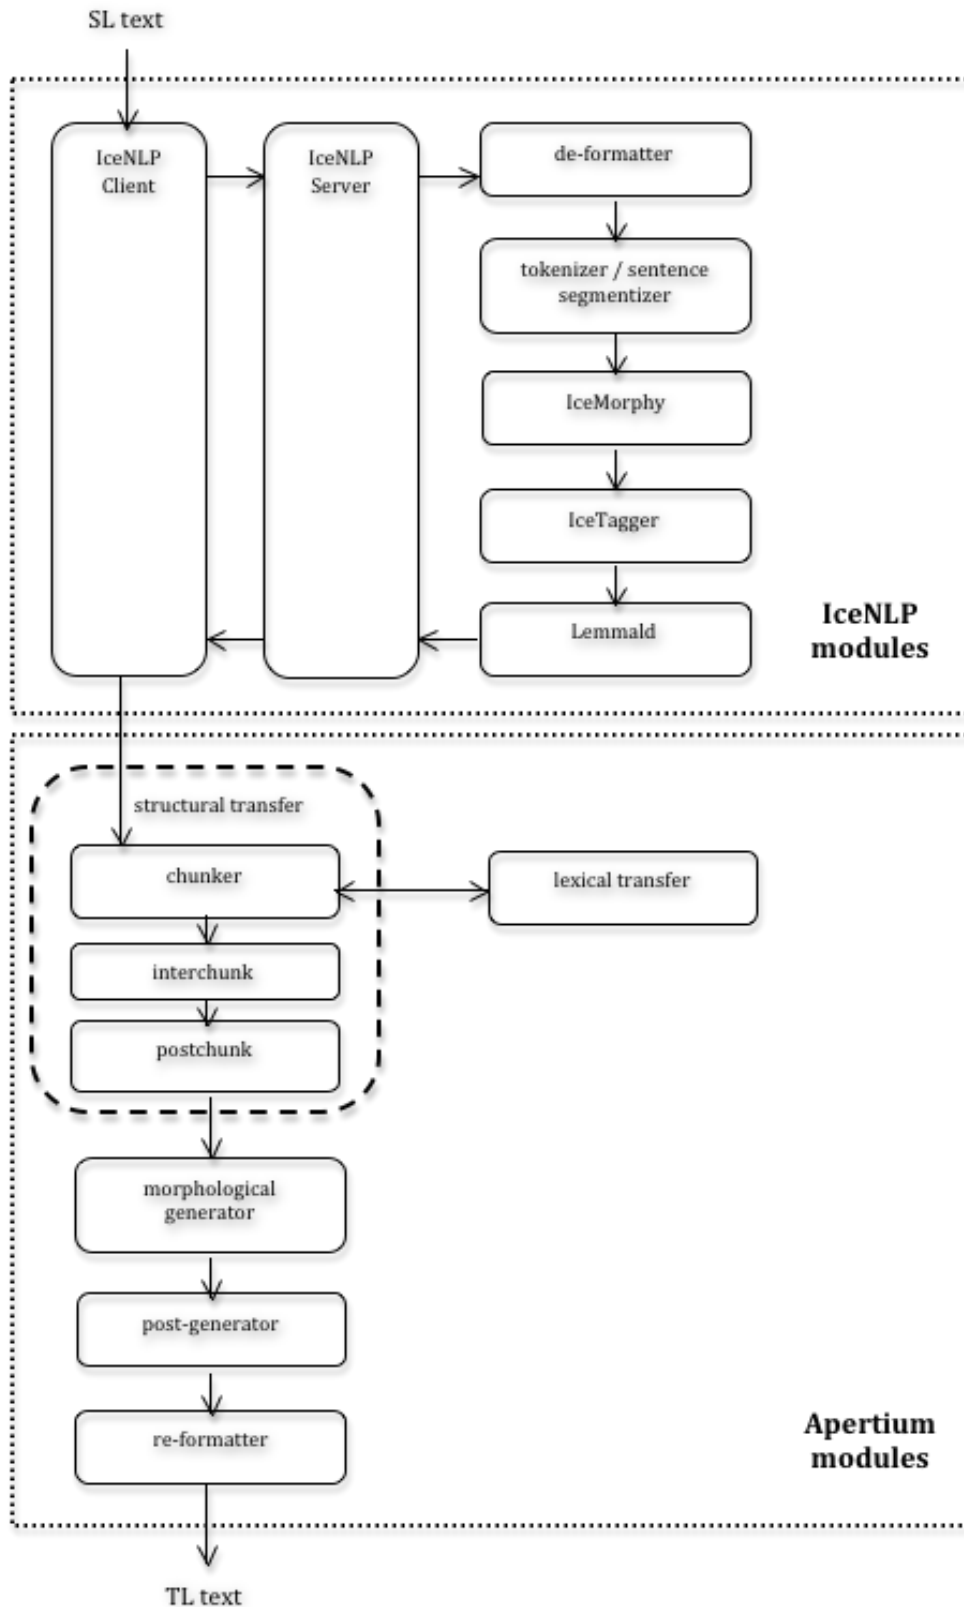 SL text
IceNLP
Client
IceNLP
Server
de-formatter
tokenizer / sentence
segmentizer
IceMorphy
IceTagger
Lemmald
IceNLP
modules
structural transfer
chunker
lexical transfer
interchunk
postchunk
morphological
generator
post-generator
re-formatter
Apertium
modules
TL text